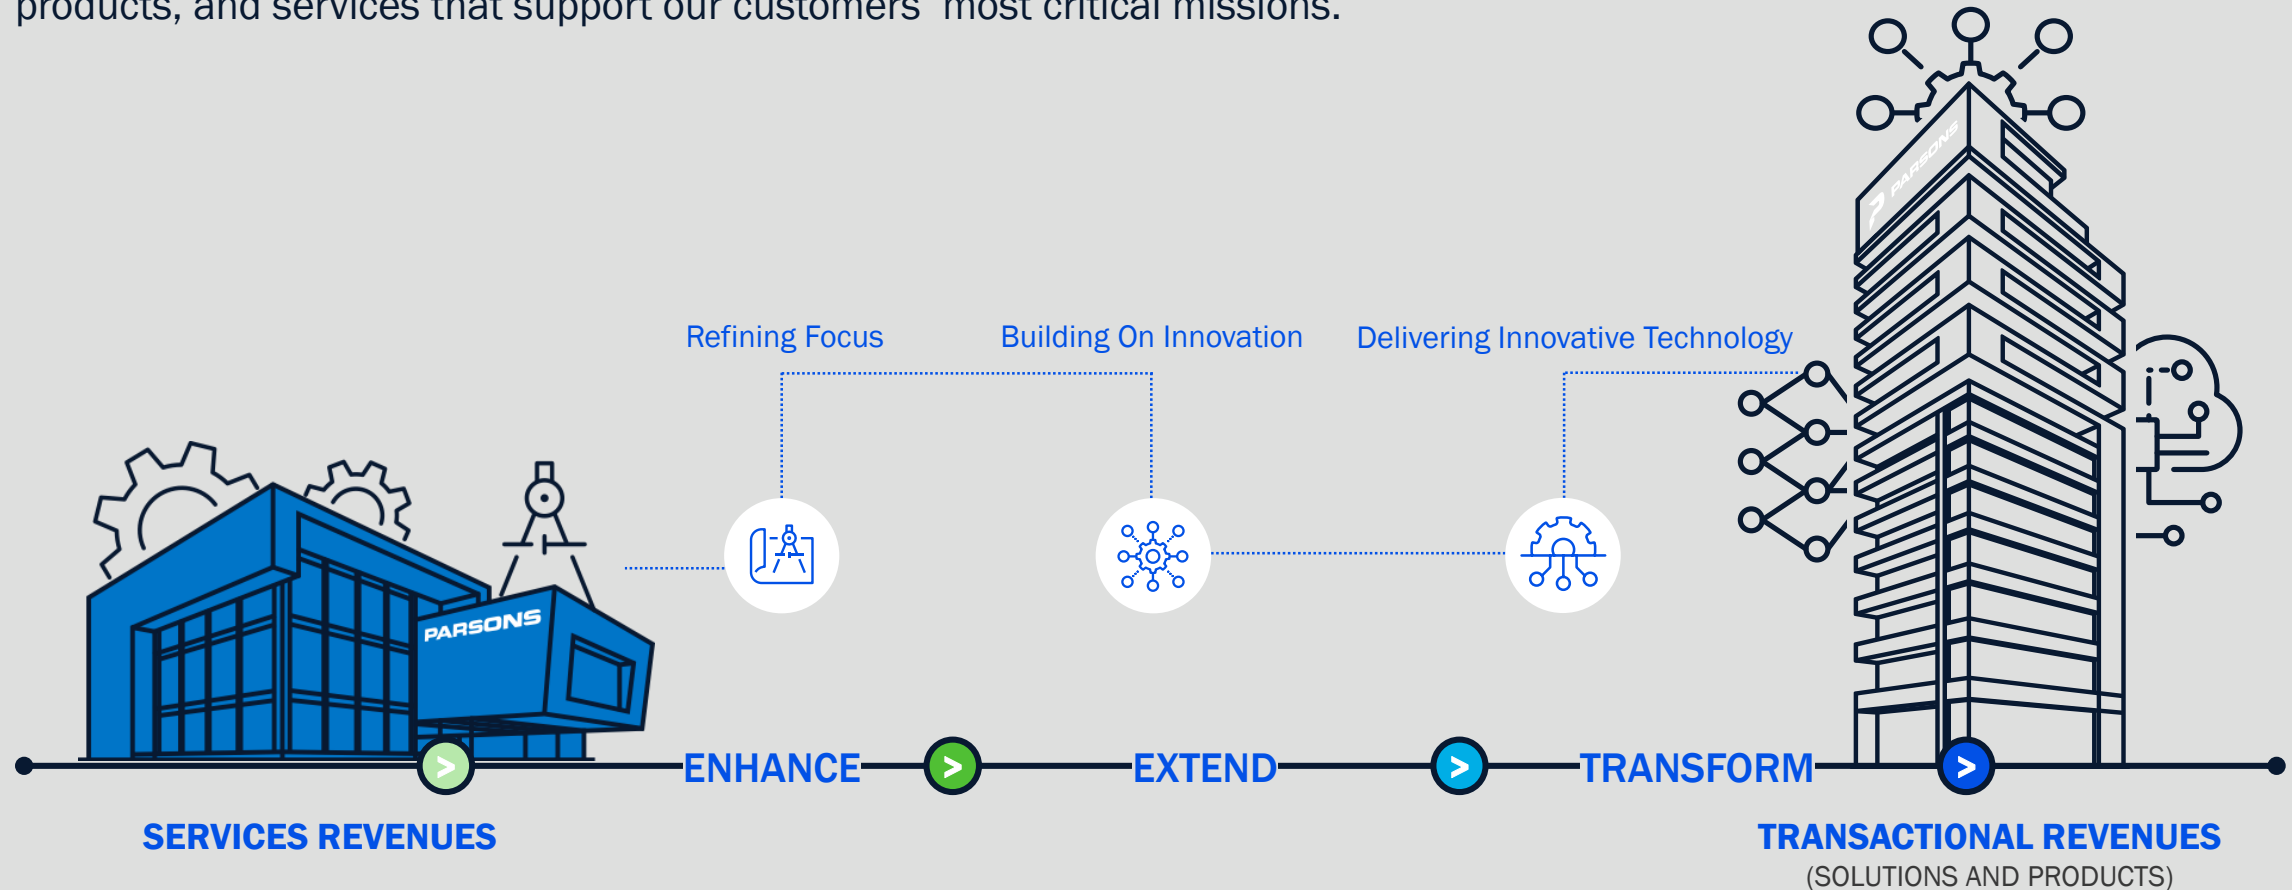 products, and services that support our customers' most critical missions.
PARSONS
Refining Focus
Building On Innovation
Delivering Innovative Technology
PARSONS
ENHANCE
EXTEND
TRANSFORM
SERVICES REVENUES
TRANSACTIONAL REVENUES
(SOLUTIONS AND PRODUCTS)